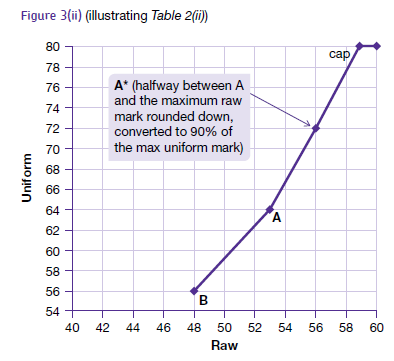 Figure 3(ii) (illustrating Table 2(ii))
80
78
76
74
72
70
68
66
64
62
60
58
56
54
Uniform
cap
A* (halfway between A
and the maximum raw
mark rounded down,
converted to 90% of
the max uniform mark)
A
B
40 42 44 46 48 50 52 54 56 58 60
Raw